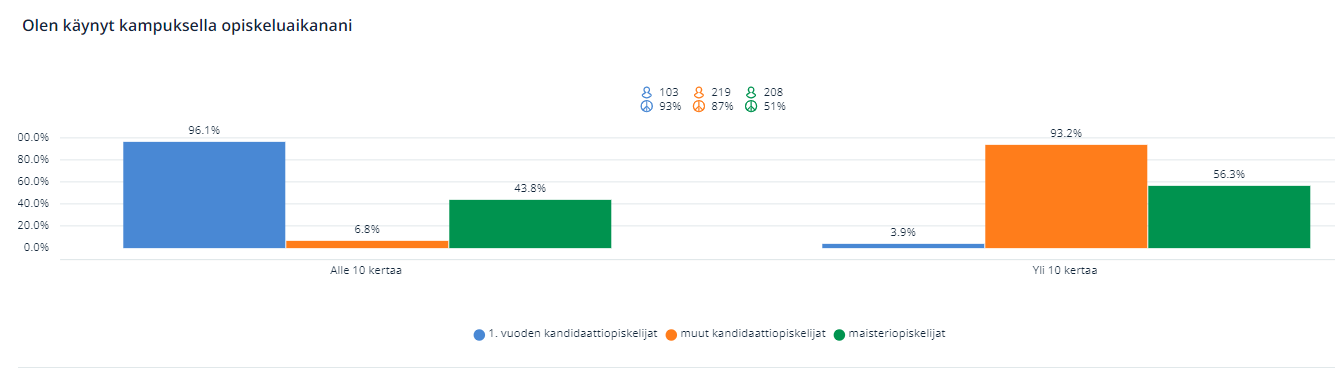 Olen käynyt kampuksella opiskeluaikanani
103 219 208
93% 87% 51%
96.1% 93.2%
00.0%
80.0%
60.0%
40.0%
20.0%
0.0%
43.8% 56.3%
6.8% 3.9%
Alle 10 kertaa Yli 10 kertaa
1. vuoden kandidaattiopiskelijat muut kandidaattiopiskelijat maisteriopiskelijat